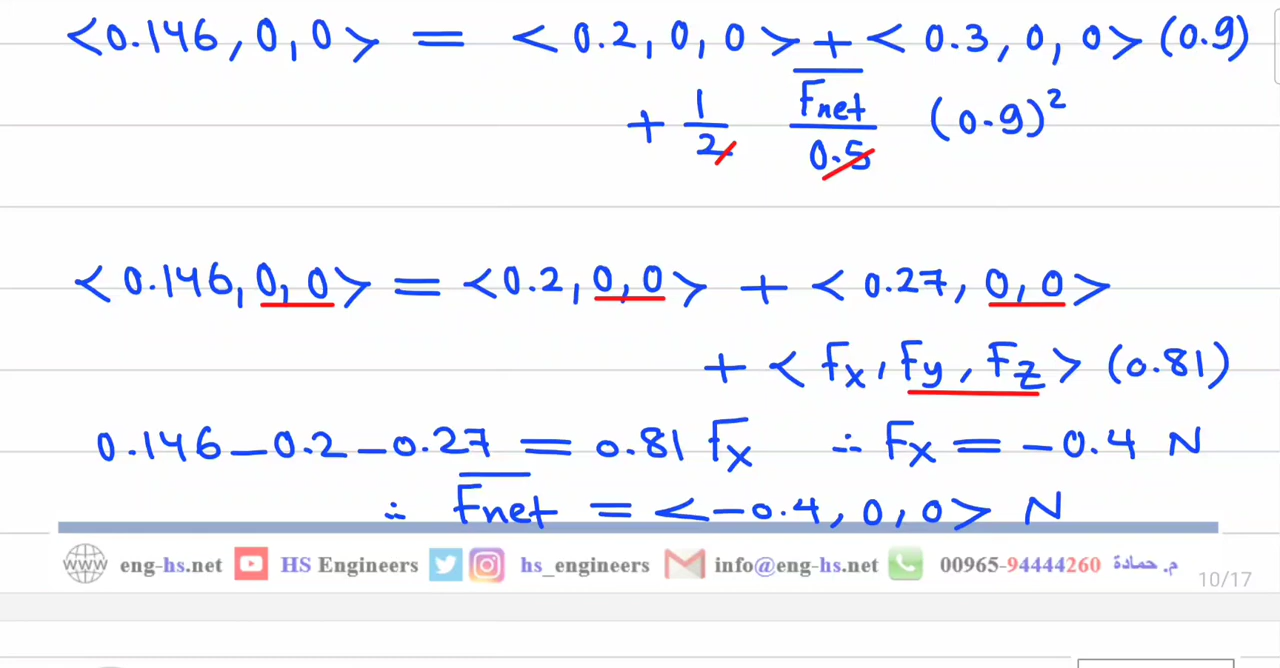 <0.146, 0, 0> = <0.2, 0, 0> + <0.3, 0, 0> (0.9)
+ 1/2 Fnet/0.5 (0.9)²
<0.146, 0, 0> = <0.2, 0, 0> + <0.27, 0, 0>
+ <Fx, Fy, Fz> (0.81)
0.146 - 0.2 - 0.27 = 0.81 Fx ∴ Fx = -0.4 N
∴ Fnet = <-0.4, 0, 0> N
www eng-hs.net HS Engineers hs_engineers info@eng-hs.net 00965-94444260 م. حمادة
10/17